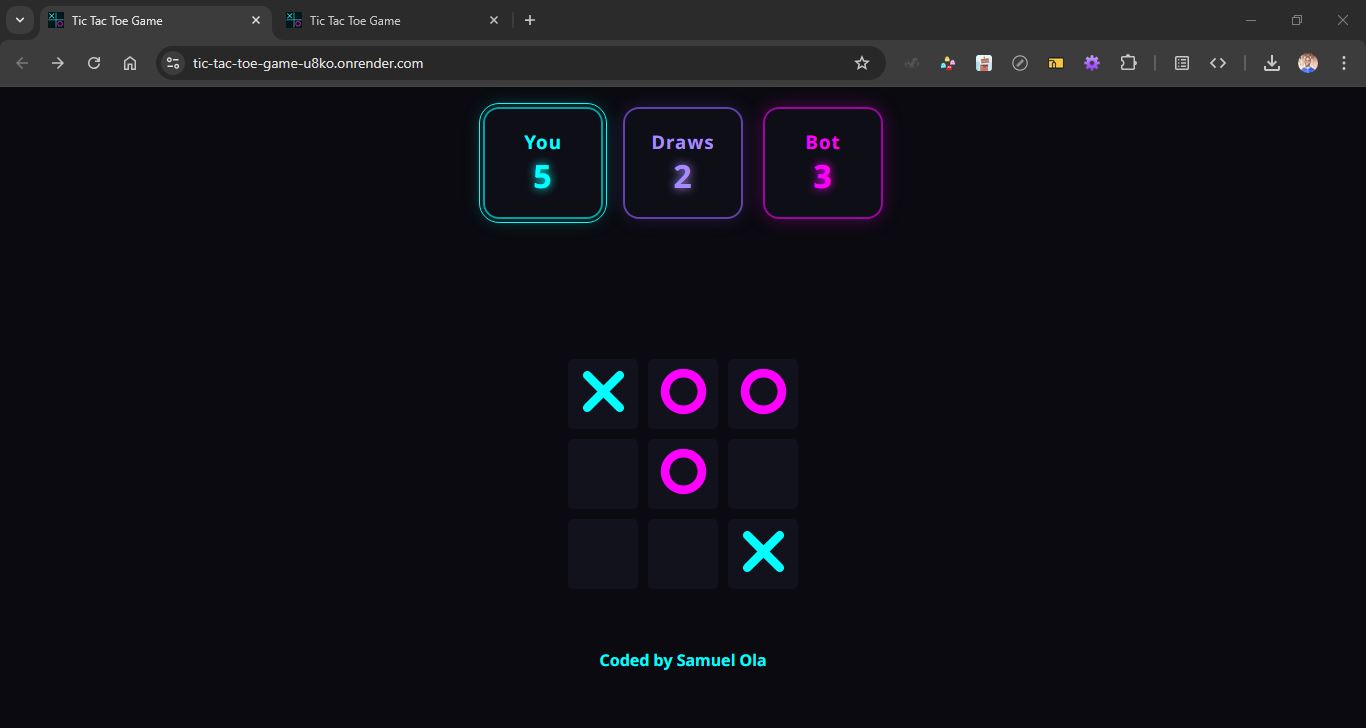 Tic Tac Toe Game
Tic Tac Toe Game
tic-tac-toe-game-u8ko.onrender.com
You
5
Draws
2
Bot
3
Coded by Samuel Ola